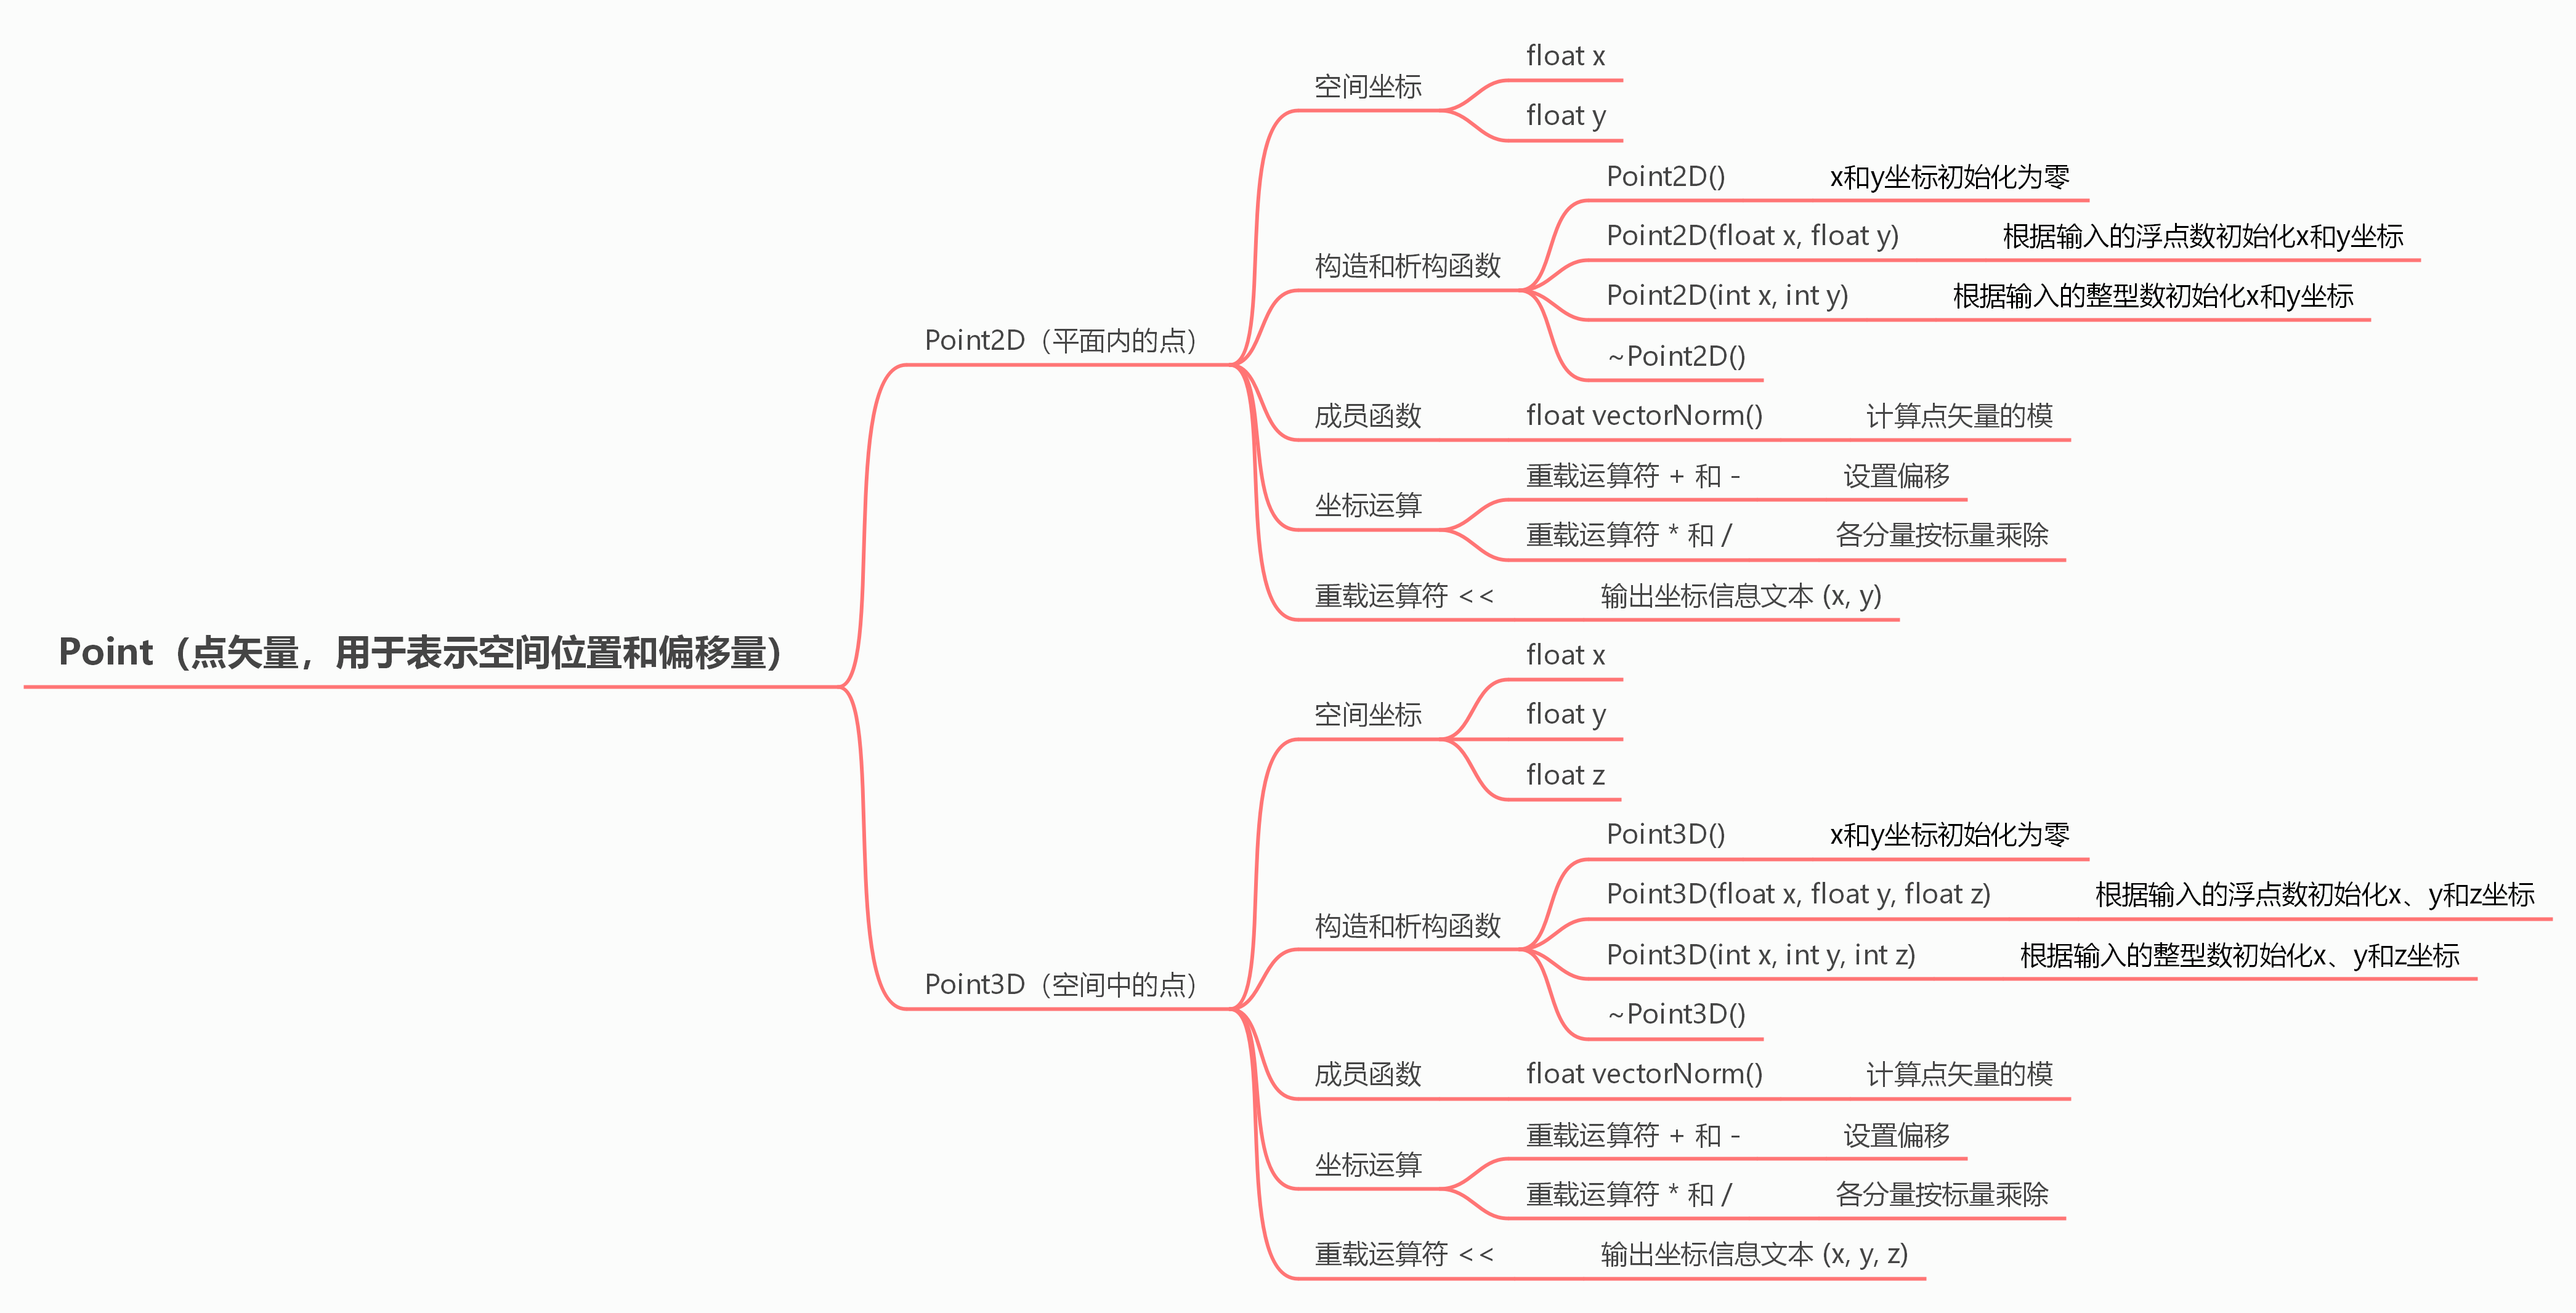 Point（点矢量，用于表示空间位置和偏移量）
Point2D（平面内的点）
空间坐标
float x
float y
构造和析构函数
Point2D() x和y坐标初始化为零
Point2D(float x, float y) 根据输入的浮点数初始化x和y坐标
Point2D(int x, int y) 根据输入的整型数初始化x和y坐标
~Point2D()
成员函数 float vectorNorm() 计算点矢量的模
坐标运算
重载运算符 + 和 - 设置偏移
重载运算符 * 和 / 各分量按标量乘除
重载运算符 << 输出坐标信息文本 (x, y)
Point3D（空间中的点）
空间坐标
float x
float y
float z
构造和析构函数
Point3D() x和y坐标初始化为零
Point3D(float x, float y, float z) 根据输入的浮点数初始化x、y和z坐标
Point3D(int x, int y, int z) 根据输入的整型数初始化x、y和z坐标
~Point3D()
成员函数 float vectorNorm() 计算点矢量的模
坐标运算
重载运算符 + 和 - 设置偏移
重载运算符 * 和 / 各分量按标量乘除
重载运算符 << 输出坐标信息文本 (x, y, z)